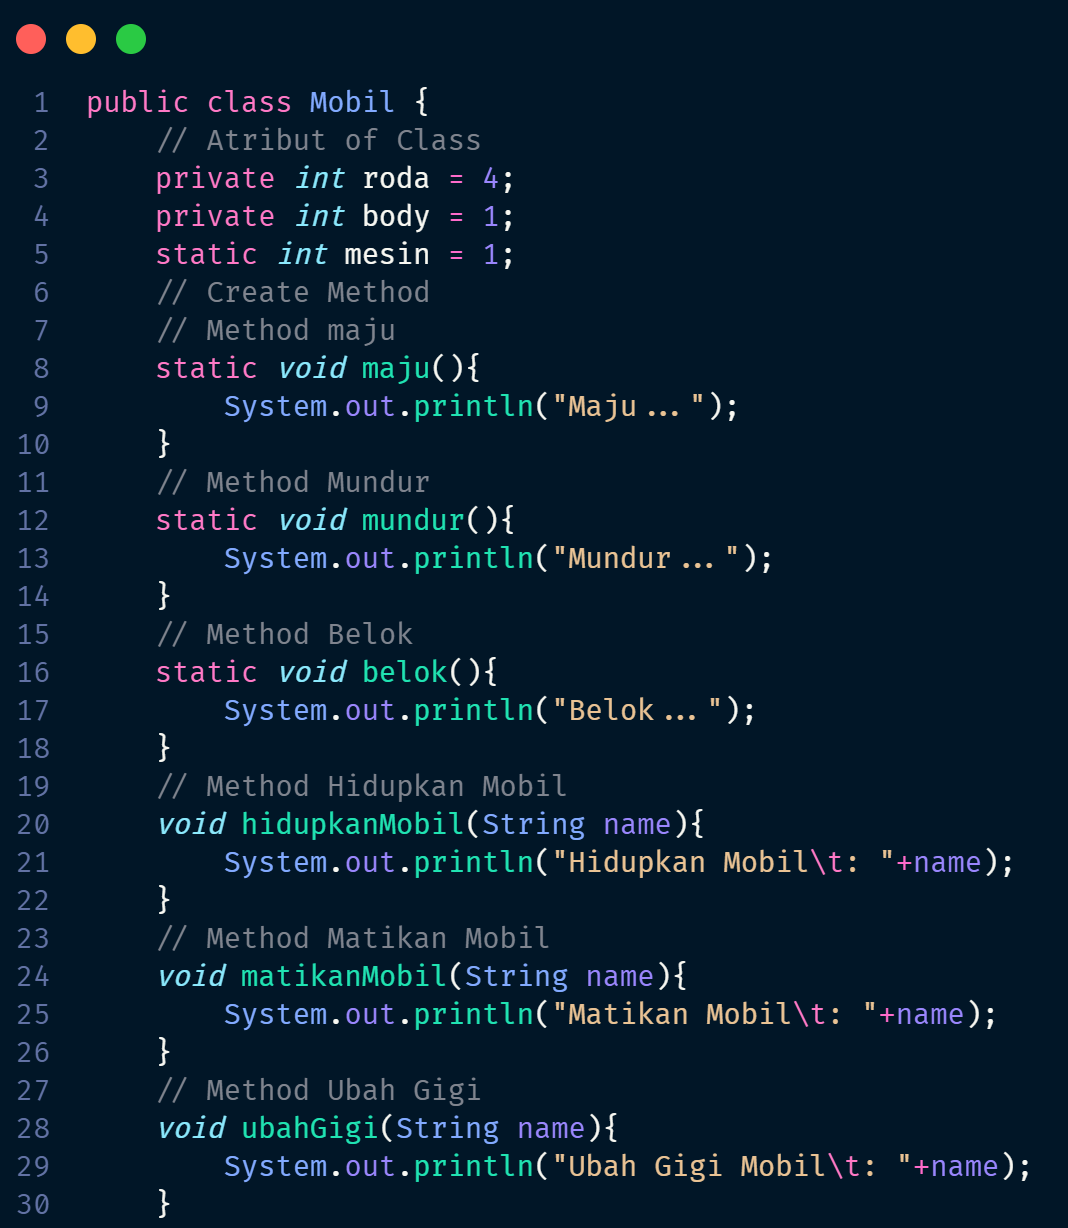 1 public class Mobil {
2     // Atribut of Class
3     private int roda = 4;
4     private int body = 1;
5     static int mesin = 1;
6     // Create Method
7     // Method maju
8     static void maju(){
9         System.out.println("Maju...");
10     }
11     // Method Mundur
12     static void mundur(){
13         System.out.println("Mundur...");
14     }
15     // Method Belok
16     static void belok(){
17         System.out.println("Belok...");
18     }
19     // Method Hidupkan Mobil
20     void hidupkanMobil(String name){
21         System.out.println("Hidupkan Mobil\t: "+name);
22     }
23     // Method Matikan Mobil
24     void matikanMobil(String name){
25         System.out.println("Matikan Mobil\t: "+name);
26     }
27     // Method Ubah Gigi
28     void ubahGigi(String name){
29         System.out.println("Ubah Gigi Mobil\t: "+name);
30     }